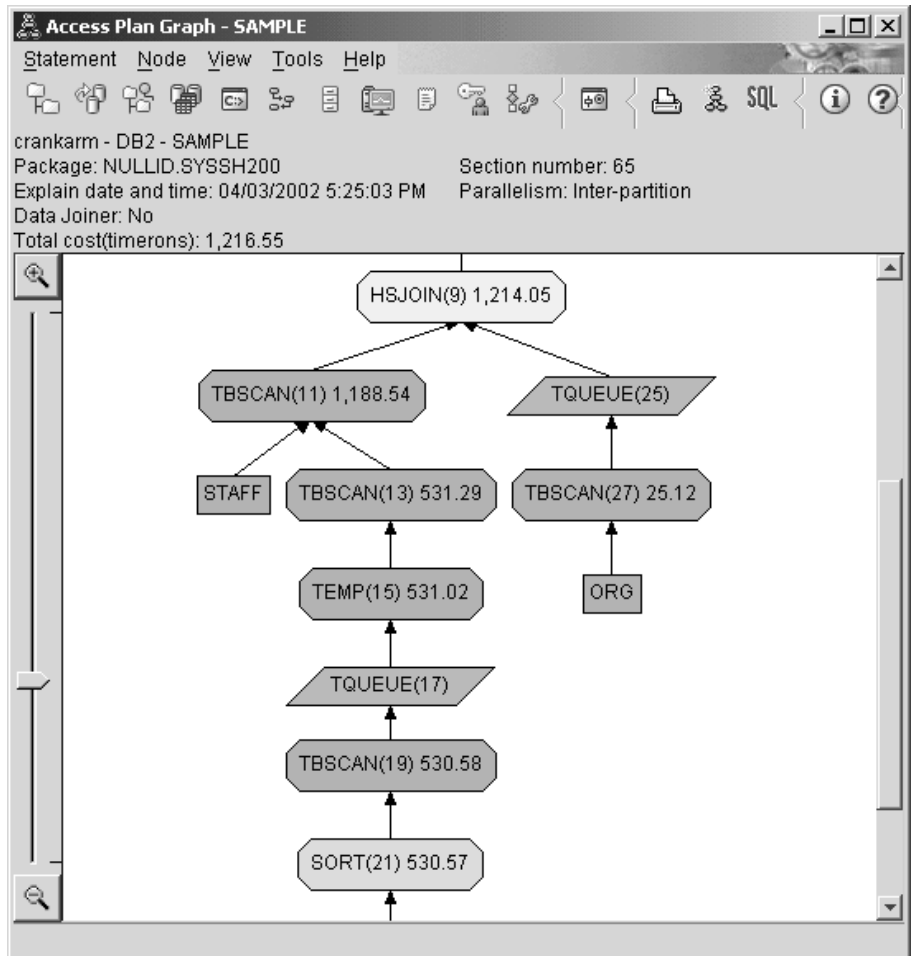 Access Plan Graph - SAMPLE
Statement Node View Tools Help
SQL
crankarm - DB2 - SAMPLE
Package: NULLID.SYSSH200 Section number: 65
Explain date and time: 04/03/2002 5:25:03 PM Parallelism: Inter-partition
Data Joiner: No
Total cost(timerons): 1,216.55
HSJOIN(9) 1,214.05
TBSCAN(11) 1,188.54 TQUEUE(25)
STAFF TBSCAN(13) 531.29 TBSCAN(27) 25.12
TEMP(15) 531.02 ORG
TQUEUE(17)
TBSCAN(19) 530.58
SORT(21) 530.57